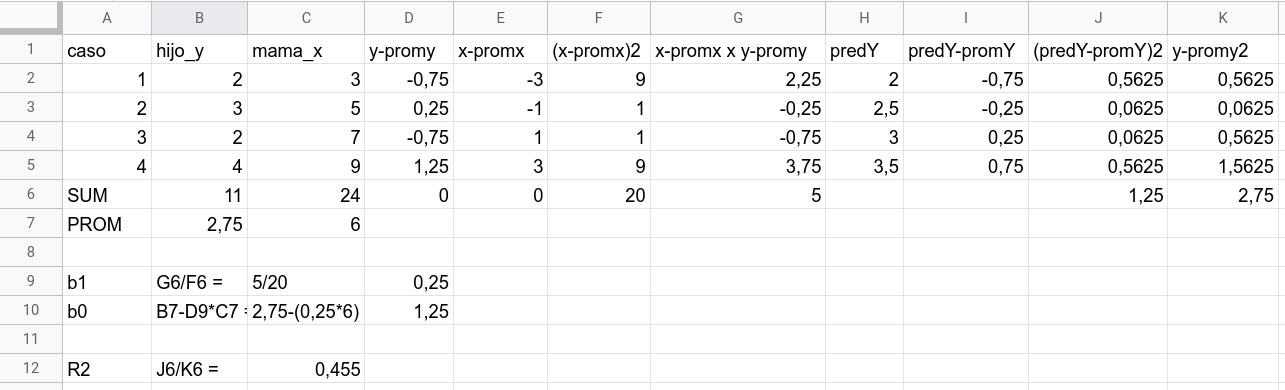 A B C D E F G H I J K
1 caso hijo_y mama_x y-promy x-promx (x-promx)2 x-promx x y-promy predY predY-promY (predY-promY)2 y-promy2
2 1 2 3 -0,75 -3 9 2,25 2 -0,75 0,5625 0,5625
3 2 3 5 0,25 -1 1 -0,25 2,5 -0,25 0,0625 0,0625
4 3 2 7 -0,75 1 1 -0,75 3 0,25 0,0625 0,5625
5 4 4 9 1,25 3 9 3,75 3,5 0,75 0,5625 1,5625
6 SUM 11 24 0 0 20 5 1,25 2,75
7 PROM 2,75 6
8
9 b1 G6/F6 = 5/20 0,25
10 b0 B7-D9*C7 = 2,75-(0,25*6) 1,25
11
12 R2 J6/K6 = 0,455